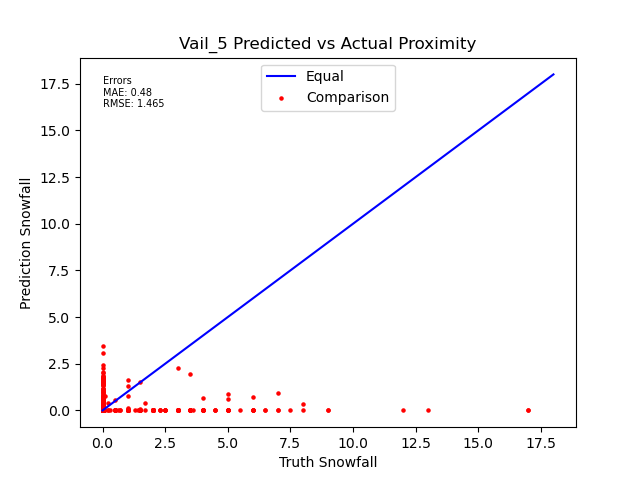 Vail_5 Predicted vs Actual Proximity
Errors
MAE: 0.48
RMSE: 1.465
Equal
Comparison
Prediction Snowfall
17.5
15.0
12.5
10.0
7.5
5.0
2.5
0.0
0.0 2.5 5.0 7.5 10.0 12.5 15.0 17.5
Truth Snowfall